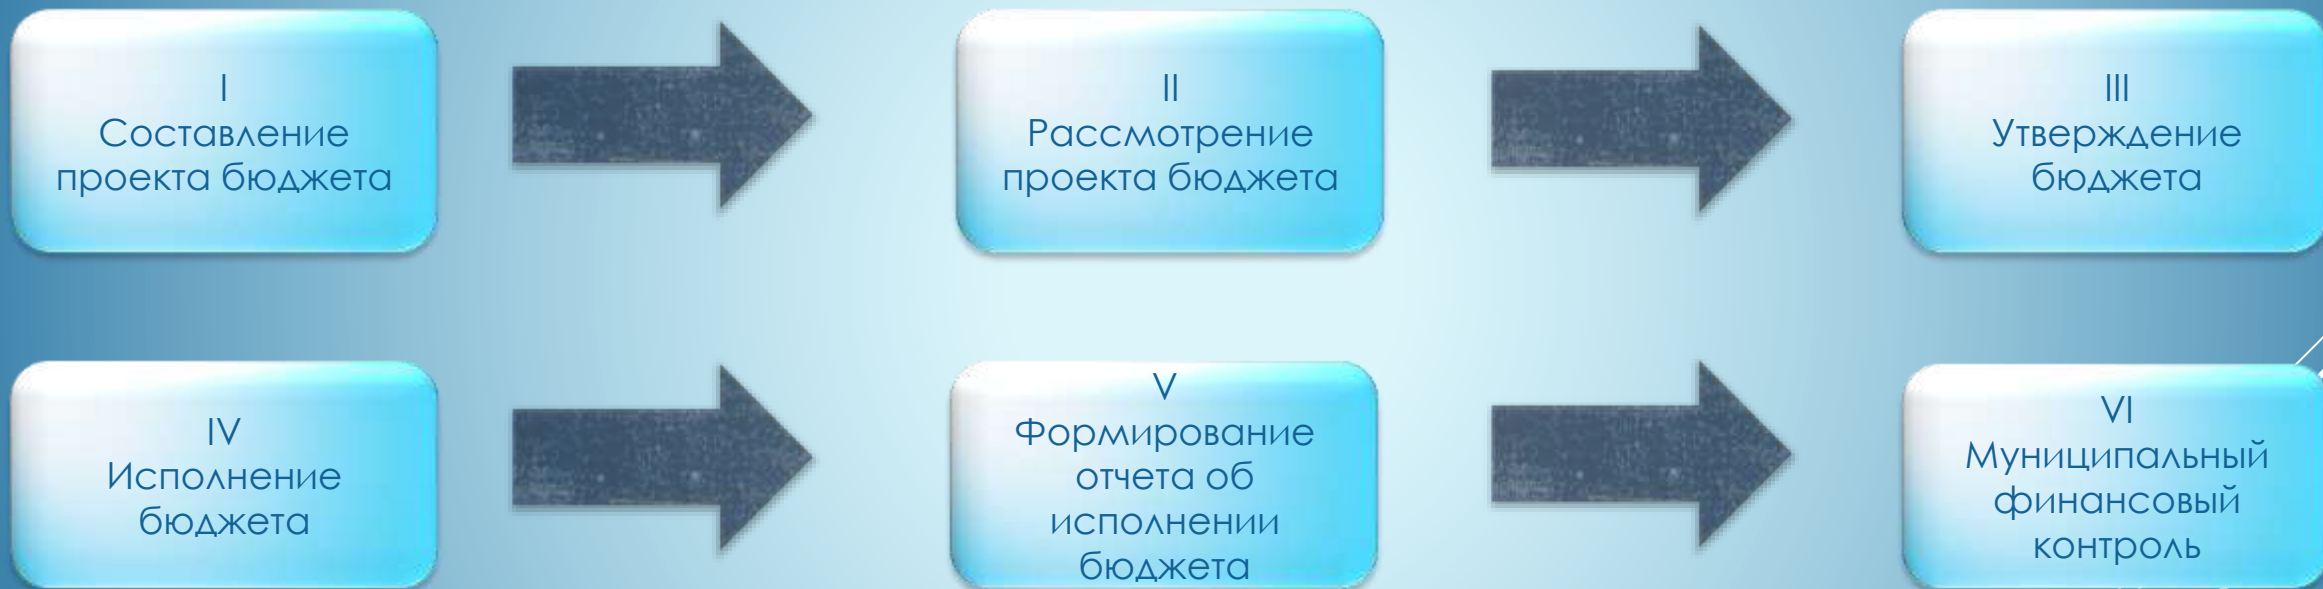 I
Составление
проекта бюджета
II
Рассмотрение
проекта бюджета
III
Утверждение
бюджета
IV
Исполнение
бюджета
V
Формирование
отчета об
исполнении
бюджета
VI
Муниципальный
финансовый
контроль